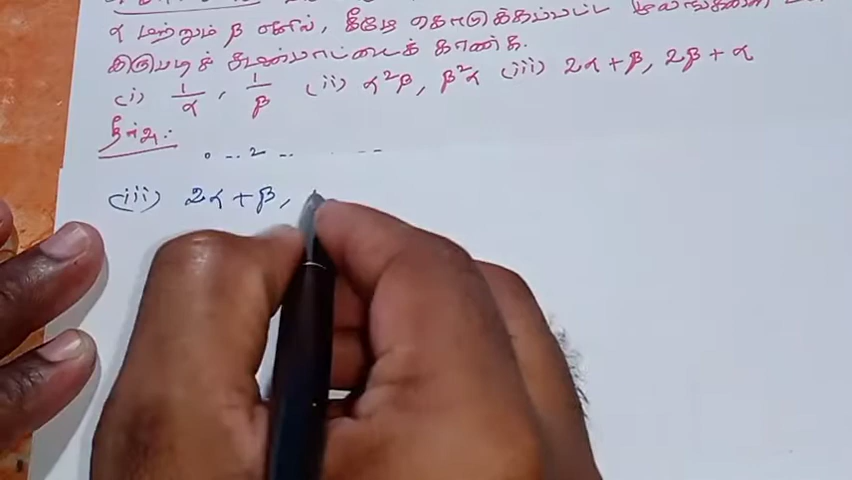 α மற்றும் β எனில், கீழே கொடுக்கப்பட்ட மூலங்களை
இருபடிச் சமன்பாட்டைக் காண்க.
(i) 1/α , 1/β (ii) α²β, β²α (iii) 2α+β, 2β+α
தீர்வு:
(iii) 2α+β,